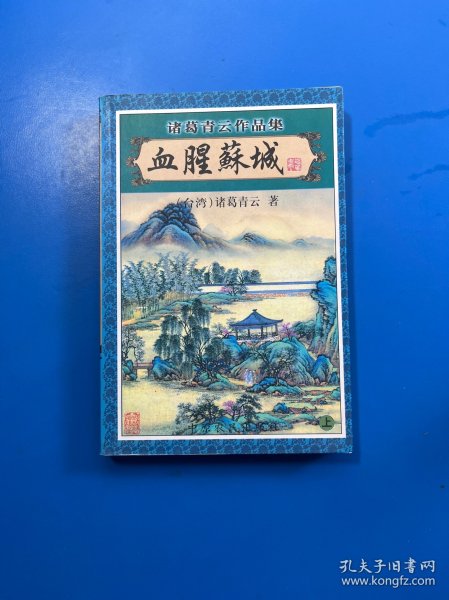 诸葛青云作品集
血腥蘇城
(台湾)诸葛青云 著
上
孔夫子旧书网
www.kongfz.com